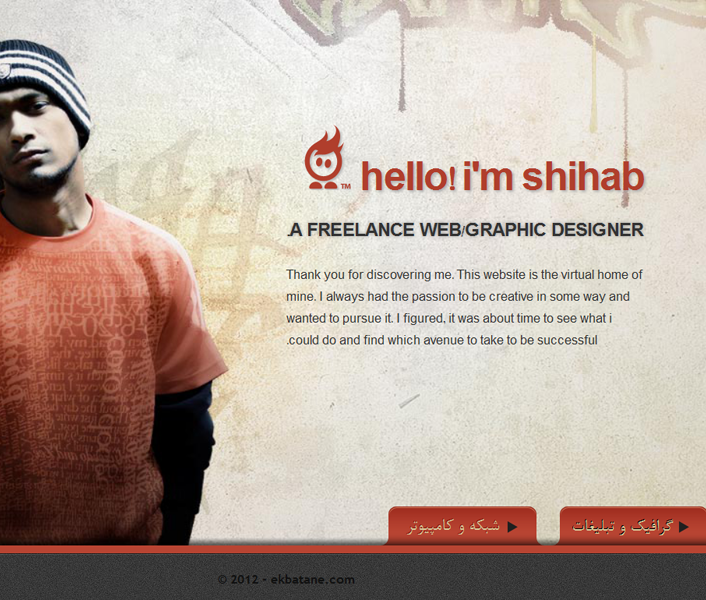 hello! i'm shihab
TM
.A FREELANCE WEB/GRAPHIC DESIGNER
Thank you for discovering me. This website is the virtual home of
mine. I always had the passion to be creative in some way and
wanted to pursue it. I figured, it was about time to see what i
.could do and find which avenue to take to be successful
گرافیک و تبلیغات
شبکه و کامپیوتر
© 2012 - ekbatane.com